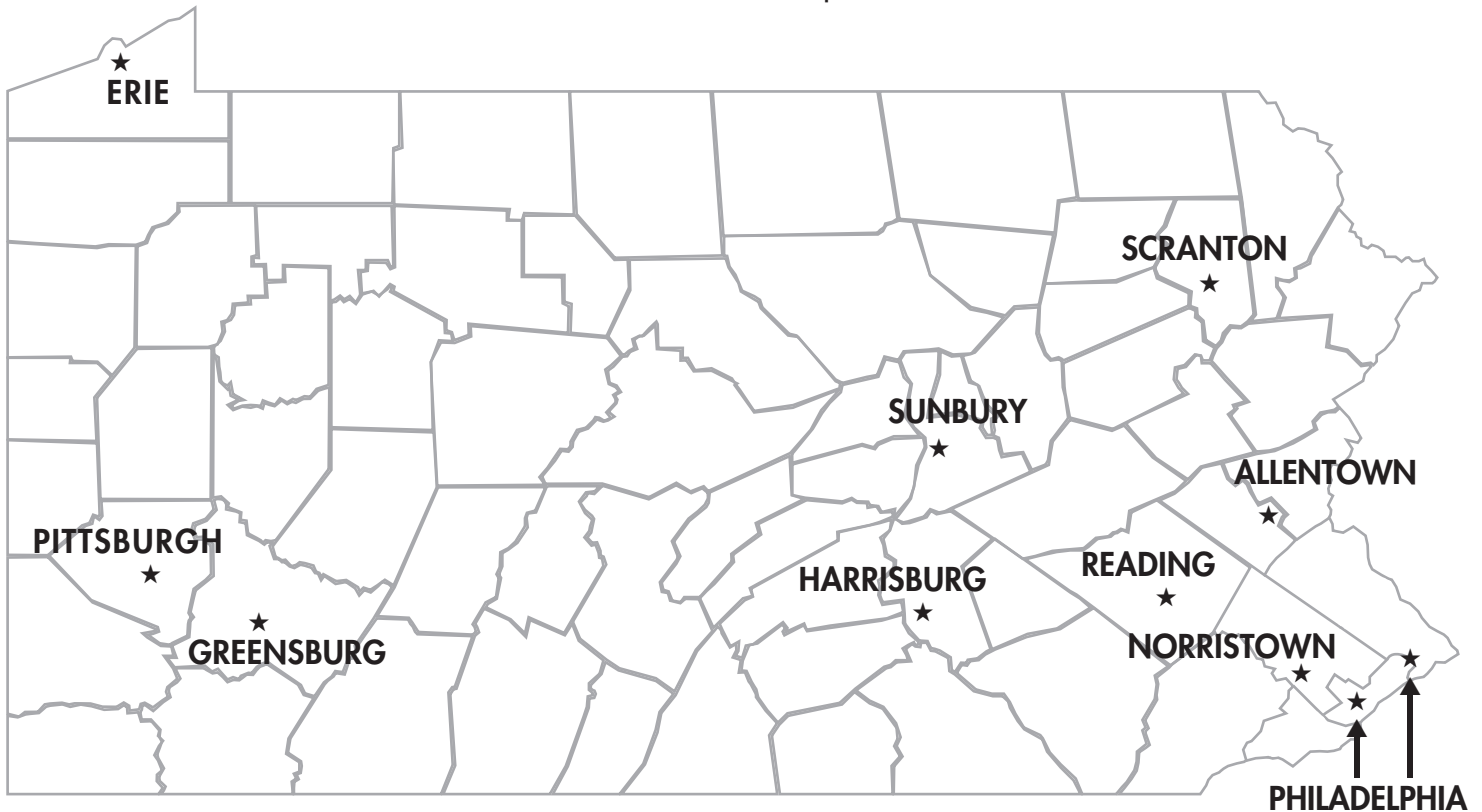 ERIE
SCRANTON
SUNBURY
ALLENTOWN
PITTSBURGH
READING
HARRISBURG
NORRISTOWN
GREENSBURG
PHILADELPHIA